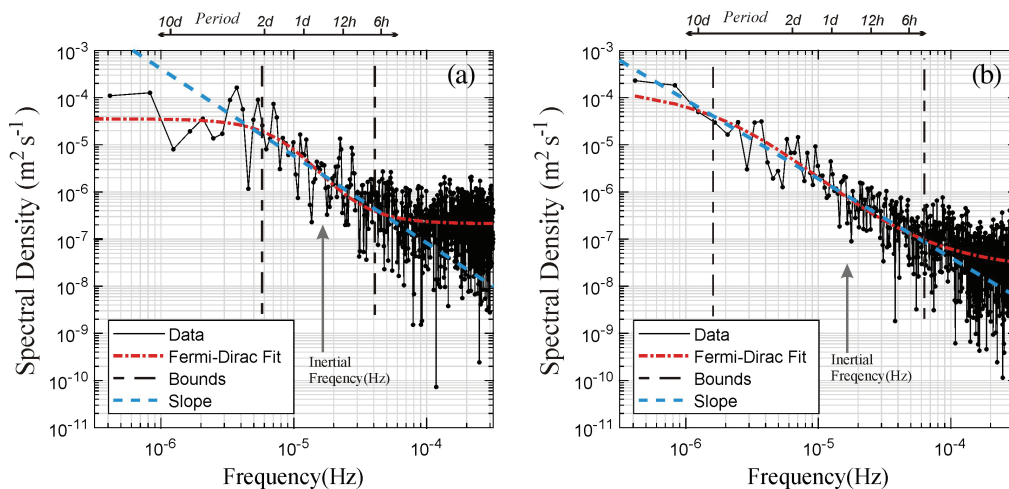 Period
10d 2d 1d 12h 6h
(a)
10^-3
10^-4
10^-5
10^-6
10^-7
10^-8
10^-9
10^-10
10^-11
Spectral Density (m² s⁻¹)
Data
Fermi-Dirac Fit
Bounds
Slope
Inertial
Freqency(Hz)
10^-6 10^-5 10^-4
Frequency(Hz)
Period
10d 2d 1d 12h 6h
(b)
10^-3
10^-4
10^-5
10^-6
10^-7
10^-8
10^-9
10^-10
10^-11
Spectral Density (m² s⁻¹)
Data
Fermi-Dirac Fit
Bounds
Slope
Inertial
Freqency(Hz)
10^-6 10^-5 10^-4
Frequency(Hz)